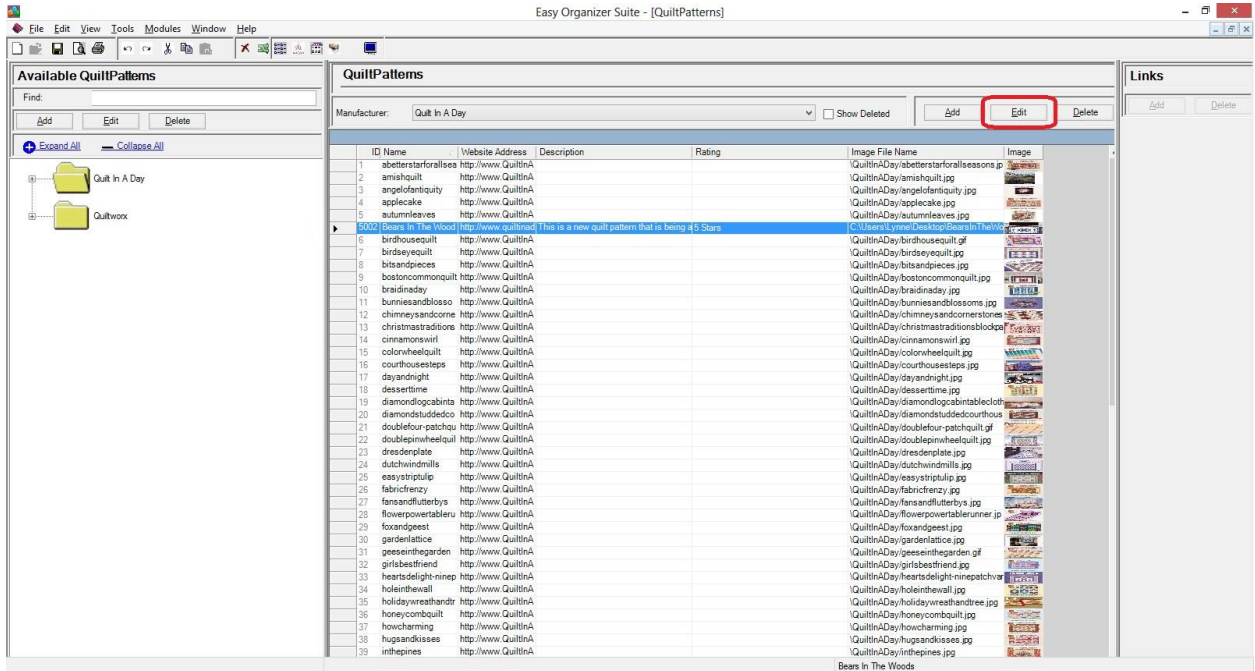 Easy Organizer Suite - [QuiltPatterns]
File Edit View Tools Modules Window Help
Available QuiltPatterns
Find:
Add Edit Delete
Expand All Collapse All
Quilt In A Day
Quiltworx
QuiltPatterns
Manufacturer: Quilt In A Day Show Deleted Add Edit Delete
ID Name Website Address Description Rating Image File Name Image
1 abetterstarforallsea http://www.QuiltInA \QuiltInADay/abetterstarforallseasons.jp
2 amishquilt http://www.QuiltInA \QuiltInADay/amishquilt.jpg
3 angelofantiquity http://www.QuiltInA \QuiltInADay/angelofantiquity.jpg
4 applecake http://www.QuiltInA \QuiltInADay/applecake.jpg
5 autumnleaves http://www.QuiltInA \QuiltInADay/autumnleaves.jpg
5002 Bears In The Wood http://www.quiltinad This is a new quilt pattern that is being a 5 Stars C:\Users\Lynne\Desktop\BearsInTheWo
6 birdhousequilt http://www.QuiltInA \QuiltInADay/birdhousequilt.gif
7 birdseyequilt http://www.QuiltInA \QuiltInADay/birdseyequilt.jpg
8 bitsandpieces http://www.QuiltInA \QuiltInADay/bitsandpieces.jpg
9 bostoncommonquilt http://www.QuiltInA \QuiltInADay/bostoncommonquilt.jpg
10 braidinaday http://www.QuiltInA \QuiltInADay/braidinaday.jpg
11 bunniesandblosso http://www.QuiltInA \QuiltInADay/bunniesandblossoms.jpg
12 chimneysandcorne http://www.QuiltInA \QuiltInADay/chimneysandcornerstones
13 christmastraditions http://www.QuiltInA \QuiltInADay/christmastraditionsblockpa
14 cinnamonswirl http://www.QuiltInA \QuiltInADay/cinnamonswirl.jpg
15 colorwheelquilt http://www.QuiltInA \QuiltInADay/colorwheelquilt.jpg
16 courthousesteps http://www.QuiltInA \QuiltInADay/courthousesteps.jpg
17 dayandnight http://www.QuiltInA \QuiltInADay/dayandnight.jpg
18 desserttime http://www.QuiltInA \QuiltInADay/desserttime.jpg
19 diamondlogcabinta http://www.QuiltInA \QuiltInADay/diamondlogcabintablecloth
20 diamondstuddedco http://www.QuiltInA \QuiltInADay/diamondstuddedcourthous
21 doublefour-patchqu http://www.QuiltInA \QuiltInADay/doublefour-patchquilt.gif
22 doublepinwheelquil http://www.QuiltInA \QuiltInADay/doublepinwheelquilt.jpg
23 dresdenplate http://www.QuiltInA \QuiltInADay/dresdenplate.jpg
24 dutchwindmills http://www.QuiltInA \QuiltInADay/dutchwindmills.jpg
25 easystriptulip http://www.QuiltInA \QuiltInADay/easystriptulip.jpg
26 fabricfrenzy http://www.QuiltInA \QuiltInADay/fabricfrenzy.jpg
27 fansandflutterbys http://www.QuiltInA \QuiltInADay/fansandflutterbys.jpg
28 flowerpowertableru http://www.QuiltInA \QuiltInADay/flowerpowertablerunner.jp
29 foxandgeest http://www.QuiltInA \QuiltInADay/foxandgeest.jpg
30 gardenlattice http://www.QuiltInA \QuiltInADay/gardenlattice.jpg
31 geeseinthegarden http://www.QuiltInA \QuiltInADay/geeseinthegarden.gif
32 girlsbestfriend http://www.QuiltInA \QuiltInADay/girlsbestfriend.jpg
33 heartsdelight-ninep http://www.QuiltInA \QuiltInADay/heartsdelight-ninepatchvar
34 holeinthewall http://www.QuiltInA \QuiltInADay/holeinthewall.jpg
35 holidaywreathandtr http://www.QuiltInA \QuiltInADay/holidaywreathandtree.jpg
36 honeycombquilt http://www.QuiltInA \QuiltInADay/honeycombquilt.jpg
37 howcharming http://www.QuiltInA \QuiltInADay/howcharming.jpg
38 hugsandkisses http://www.QuiltInA \QuiltInADay/hugsandkisses.jpg
39 inthepines http://www.QuiltInA \QuiltInADay/inthepines.jpg
Links
Add Delete
Bears In The Woods